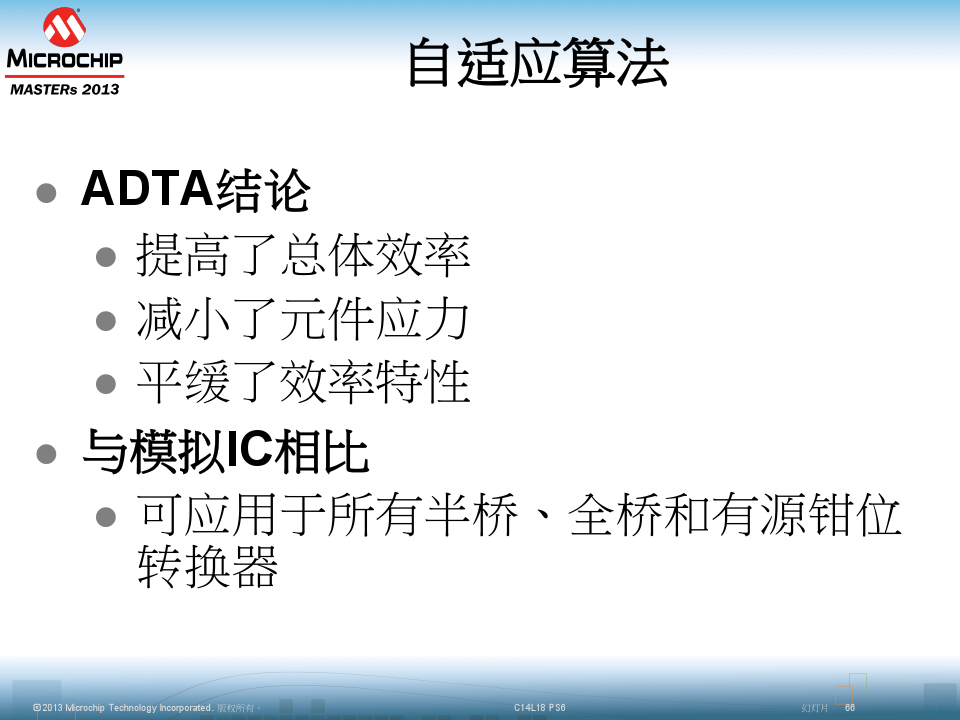 MICROCHIP
MASTERs 2013
自适应算法
ADTA结论
提高了总体效率
减小了元件应力
平缓了效率特性
与模拟IC相比
可应用于所有半桥、全桥和有源钳位
转换器
©2013 Microchip Technology Incorporated. 版权所有。
C14L18 PS6
幻灯片 66